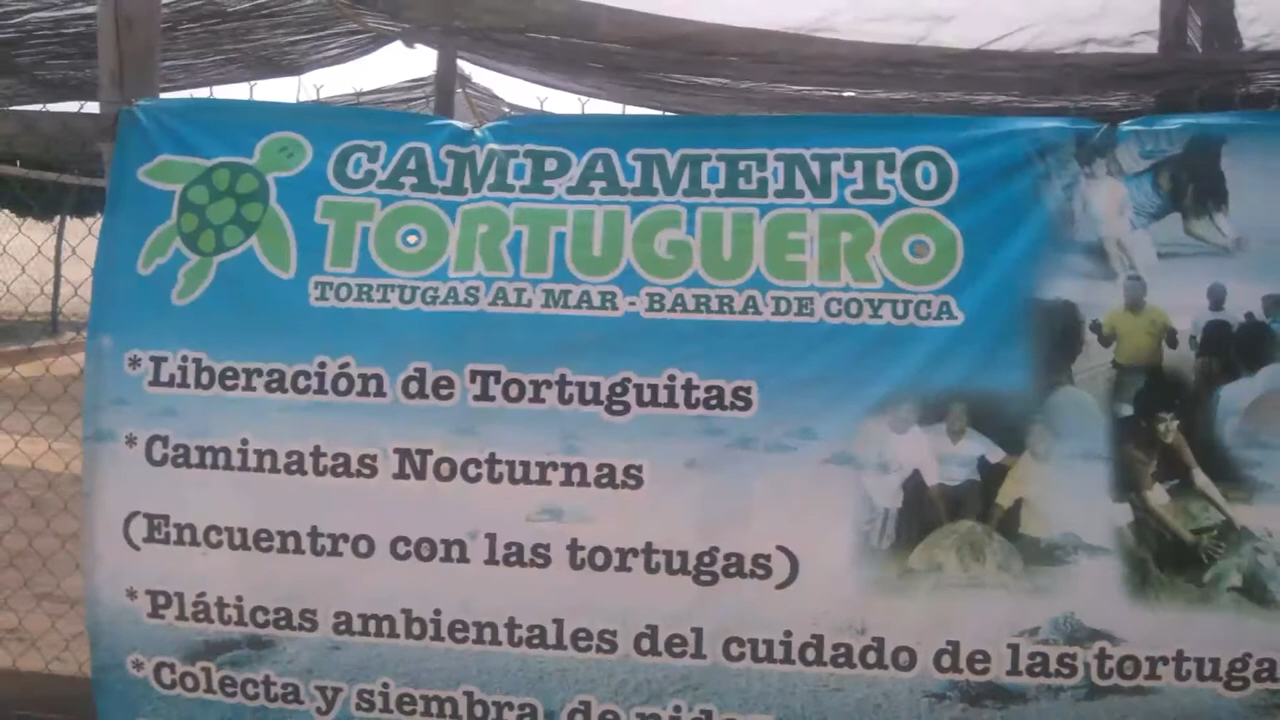 CAMPAMENTO
TORTUGUERO
TORTUGAS AL MAR - BARRA DE COYUCA
*Liberación de Tortuguitas
*Caminatas Nocturnas
(Encuentro con las tortugas)
*Pláticas ambientales del cuidado de las tortuga
*Colecta y siembra de